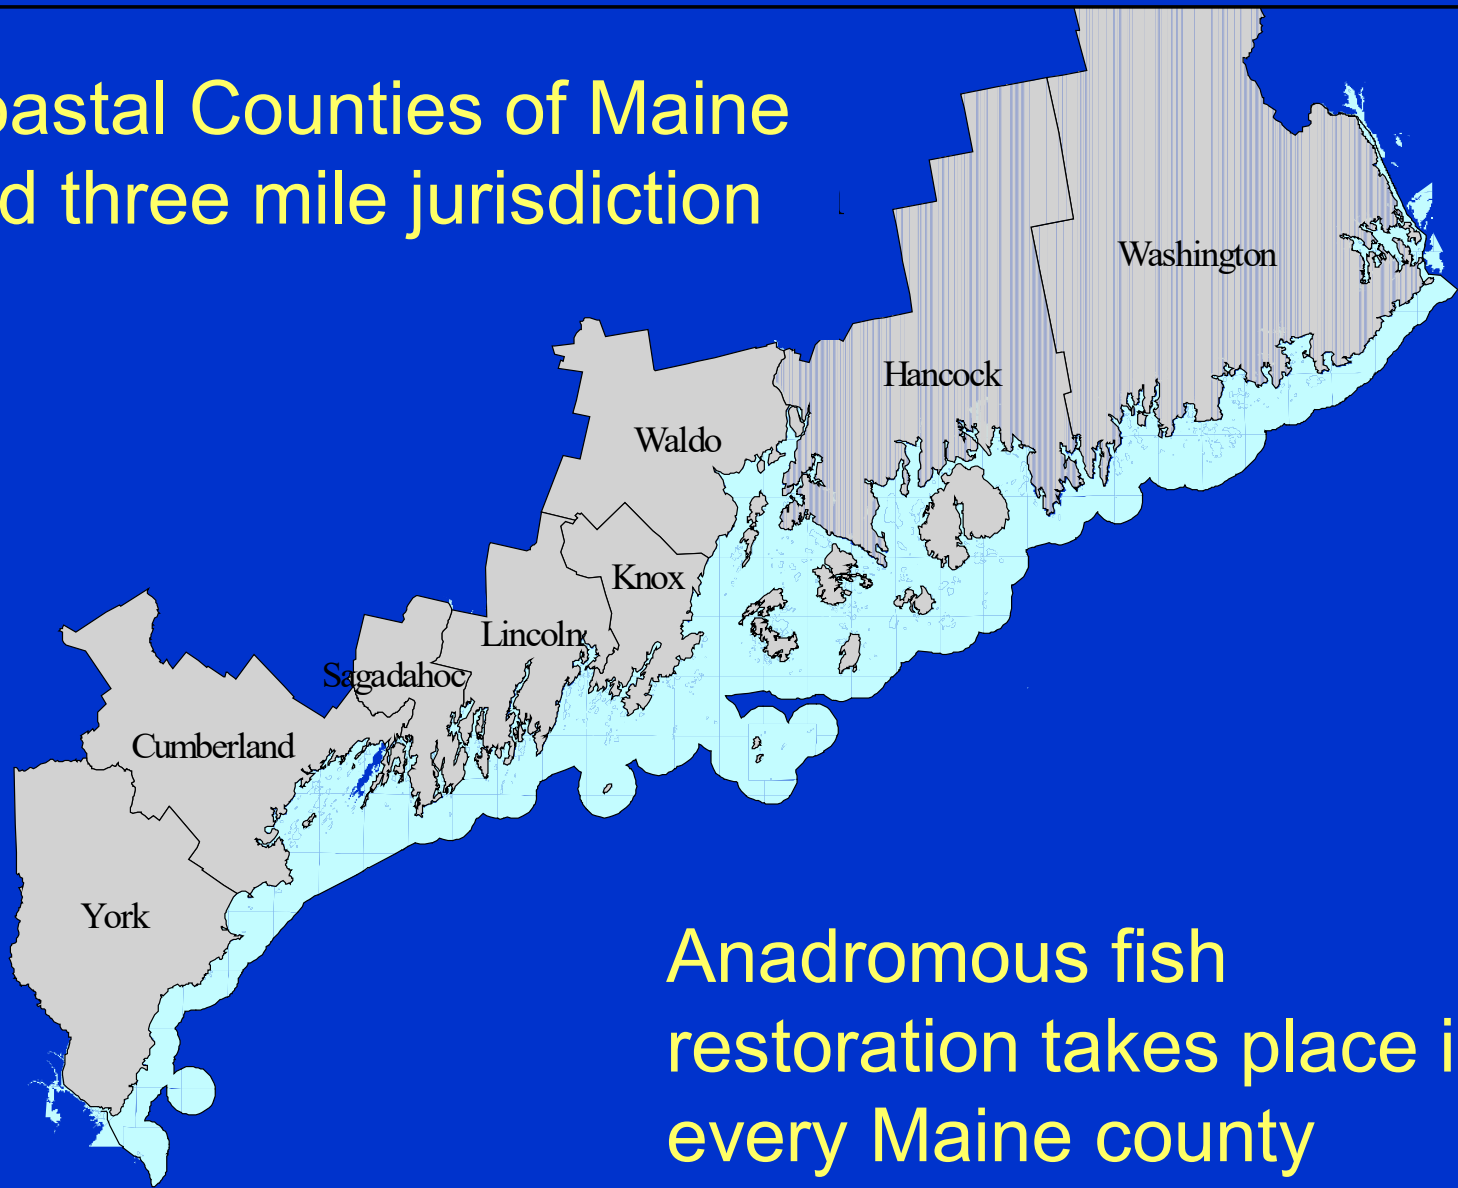 oastal Counties of Maine
d three mile jurisdiction
Washington
Hancock
Waldo
Knox
Lincoln
Sagadahoc
Cumberland
York
Anadromous fish
restoration takes place i
every Maine county